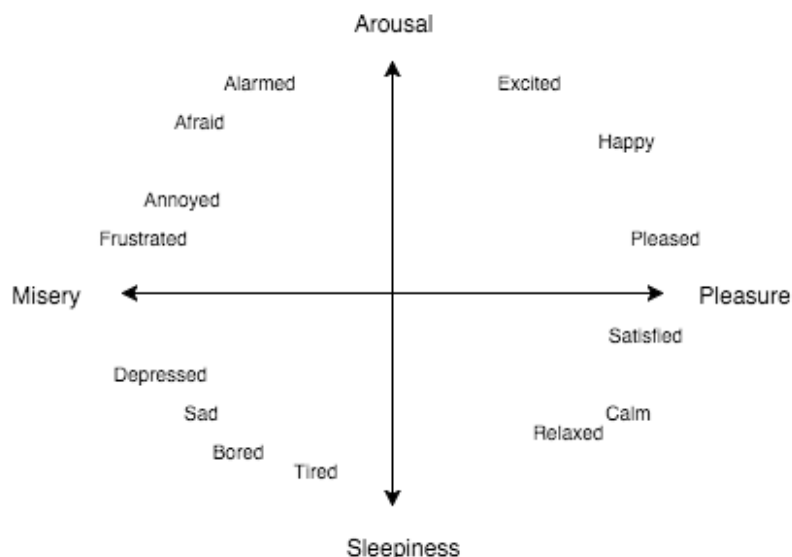 Arousal
Alarmed
Excited
Afraid
Happy
Annoyed
Frustrated
Pleased
Misery
Pleasure
Satisfied
Depressed
Sad
Calm
Relaxed
Bored
Tired
Sleepiness